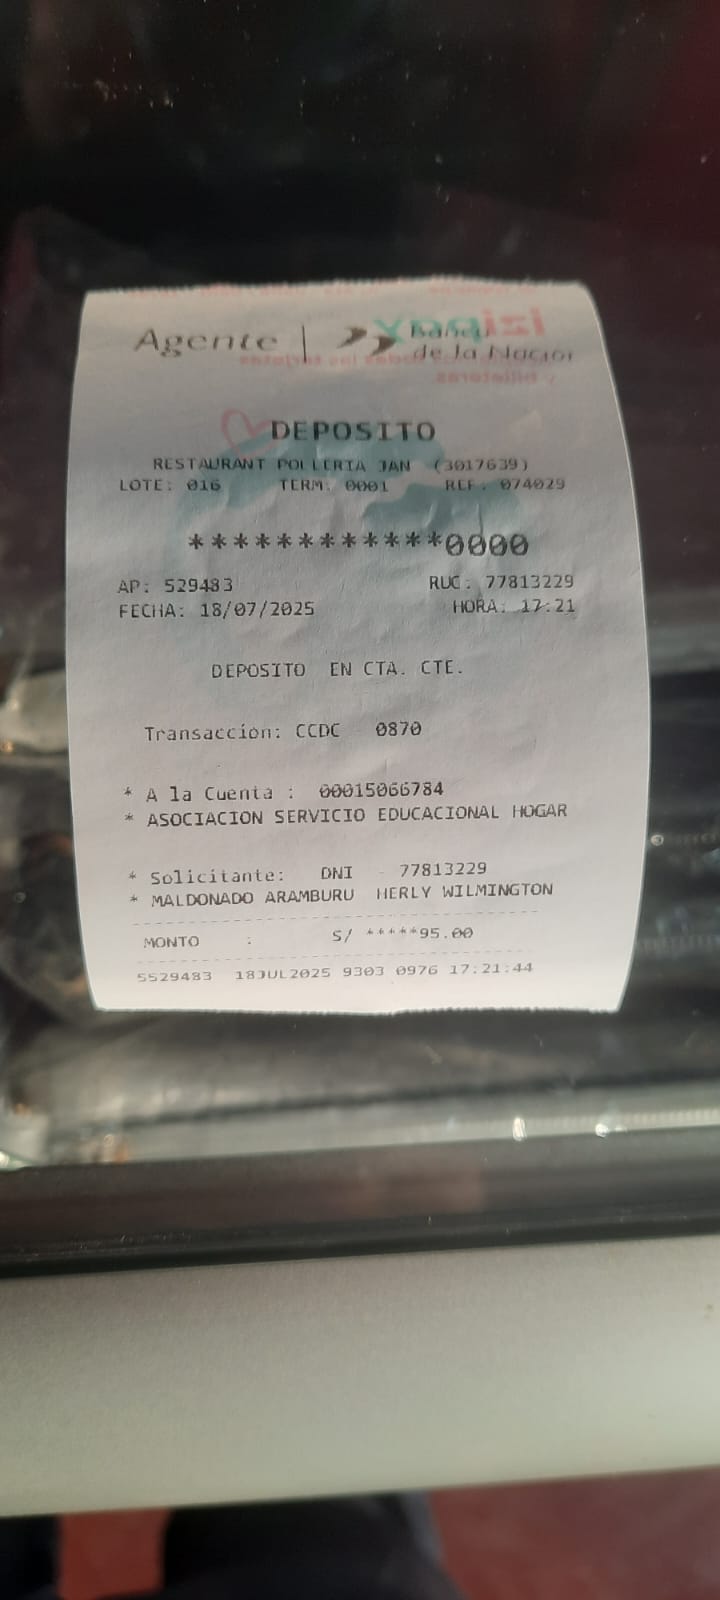 Agente | Banco
de la Nacion
izipay
DEPOSITO
RESTAURANT POLLERIA JAN (3017639)
LOTE: 016 TERM: 0001 REF: 074029
************0000
AP: 529483 RUC: 77813229
FECHA: 18/07/2025 HORA: 17:21
DEPOSITO EN CTA. CTE.
Transacción: CCDC 0870
* A la Cuenta : 00015066784
* ASOCIACION SERVICIO EDUCACIONAL HOGAR
* Solicitante: DNI - 77813229
* MALDONADO ARAMBURU HERLY WILMINGTON
MONTO : S/ *****95.00
5529483 18JUL2025 9303 0976 17:21:44